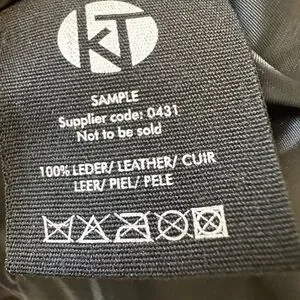 KT
SAMPLE
Supplier code: 0431
Not to be sold
100% LEDER/ LEATHER/ CUIR
LEER/ PIEL/ PELE